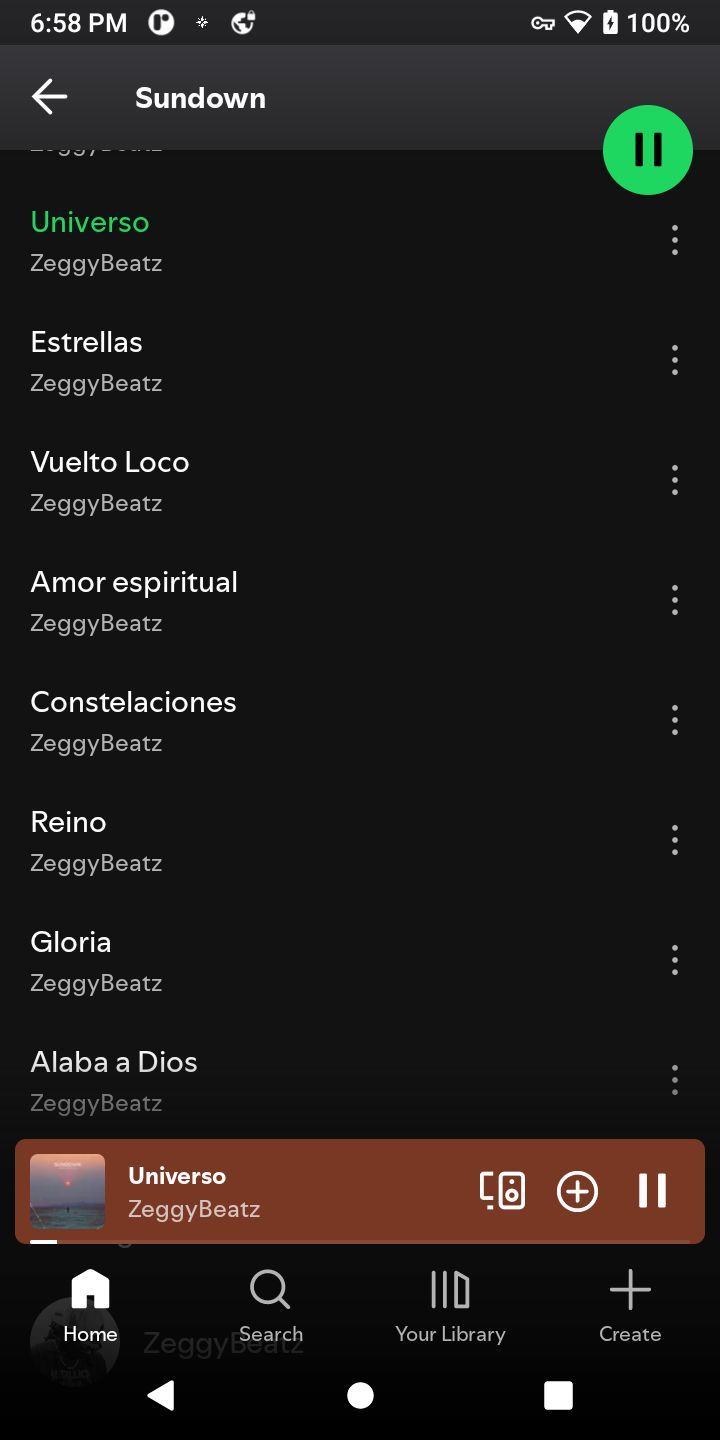 6:58 PM
100%
Sundown
ZeggyBeatz
Universo
ZeggyBeatz
Estrellas
ZeggyBeatz
Vuelto Loco
ZeggyBeatz
Amor espiritual
ZeggyBeatz
Constelaciones
ZeggyBeatz
Reino
ZeggyBeatz
Gloria
ZeggyBeatz
Alaba a Dios
ZeggyBeatz
Universo
ZeggyBeatz
Home
Search
Your Library
Create
ZeggyBeatz